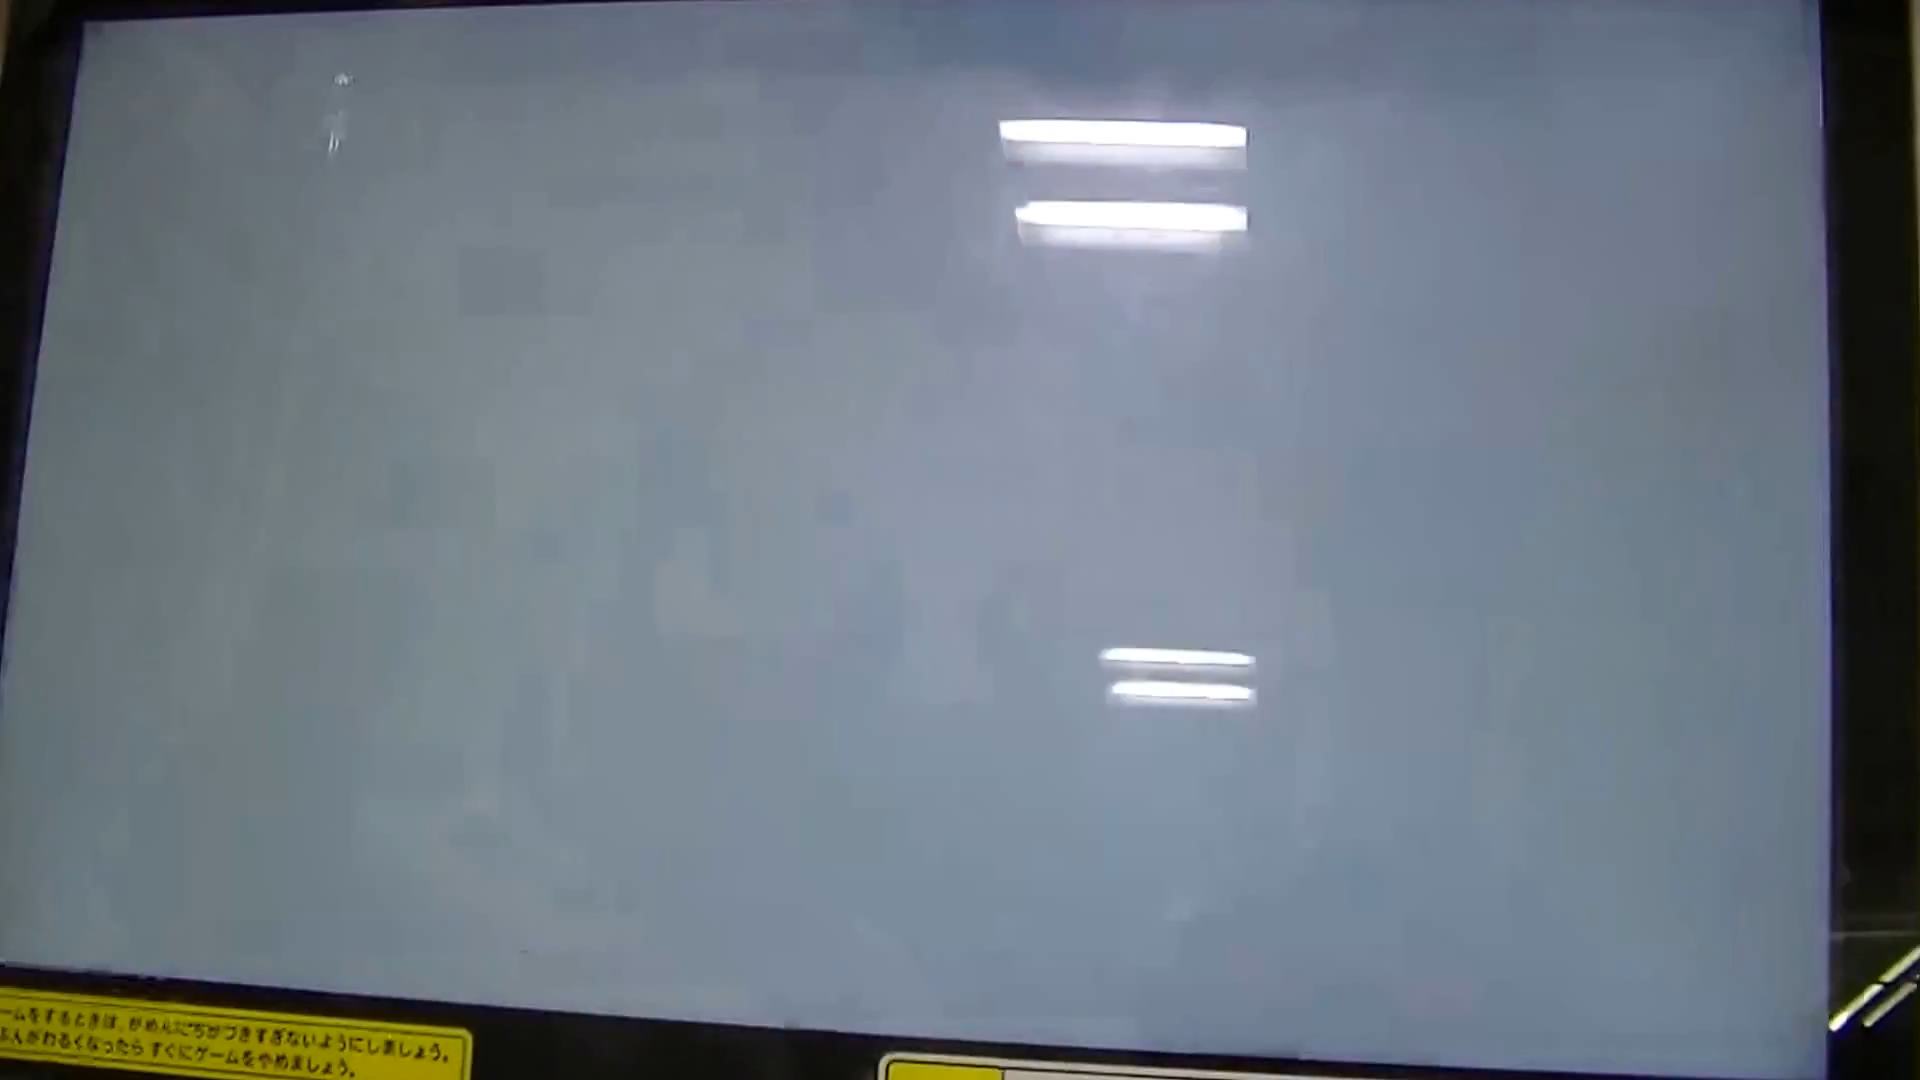 ームをするときは、がめんにちかづきすぎないようにしましょう。
ぶんがわるくなったら すぐにゲームをやめましょう。